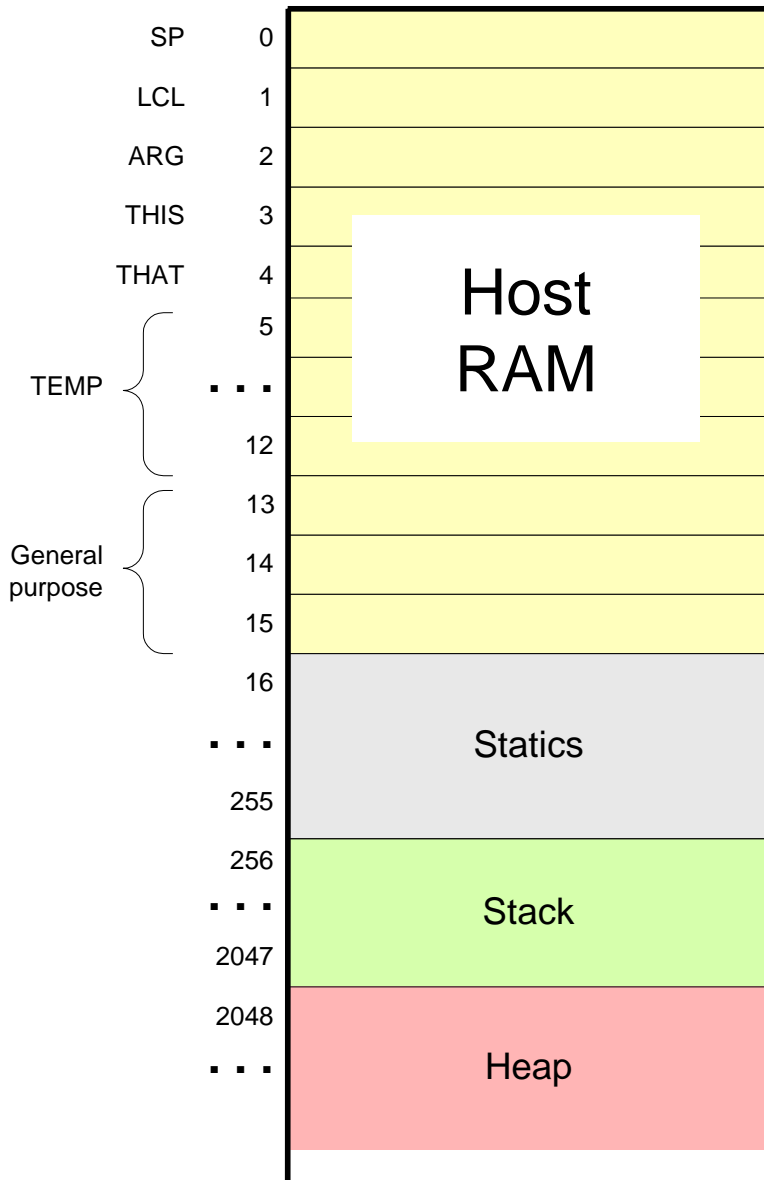 SP 0
LCL 1
ARG 2
THIS 3
THAT 4
Host
RAM
5
TEMP ...
12
13
General
purpose
14
15
16
... Statics
255
256
... Stack
2047
2048
... Heap